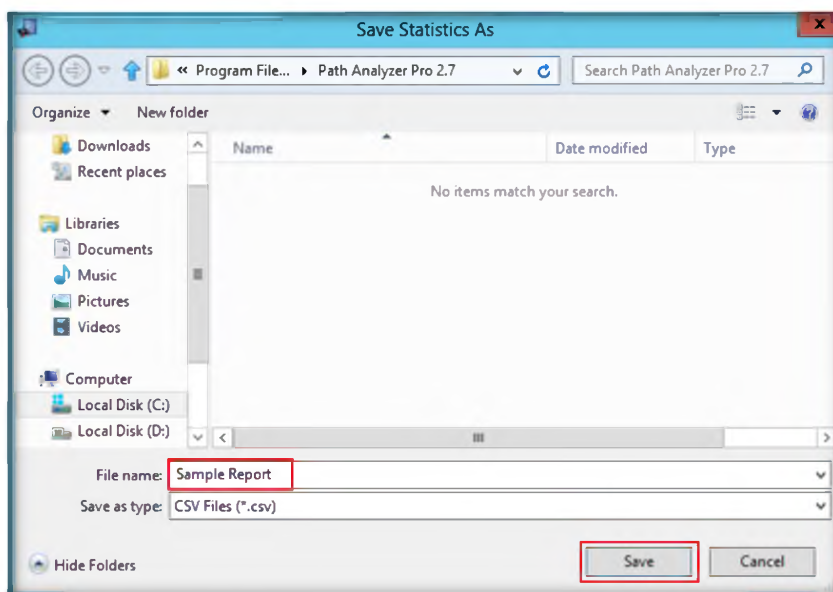 Save Statistics As
x
« Program File... Path Analyzer Pro 2.7
Search Path Analyzer Pro 2.7
Organize
New folder
Downloads
Recent places
Libraries
Documents
Music
Pictures
Videos
Computer
Local Disk (C:)
Local Disk (D:)
Name
Date modified
Type
No items match your search.
File name: Sample Report
Save as type: CSV Files (*.csv)
Hide Folders
Save
Cancel